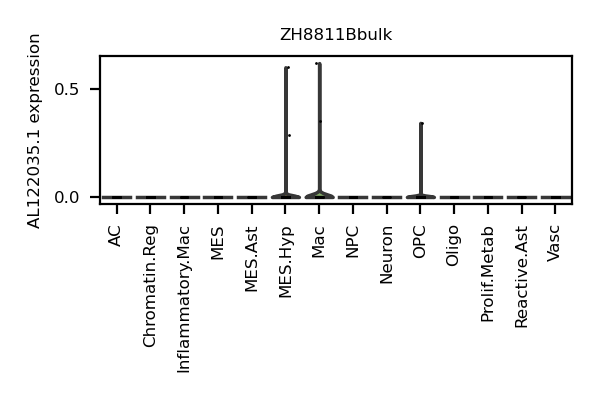 ZH8811Bbulk
AL122035.1 expression
0.5
0.0
AC
Chromatin.Reg
Inflammatory.Mac
MES
MES.Ast
MES.Hyp
Mac
NPC
Neuron
OPC
Oligo
Prolif.Metab
Reactive.Ast
Vasc